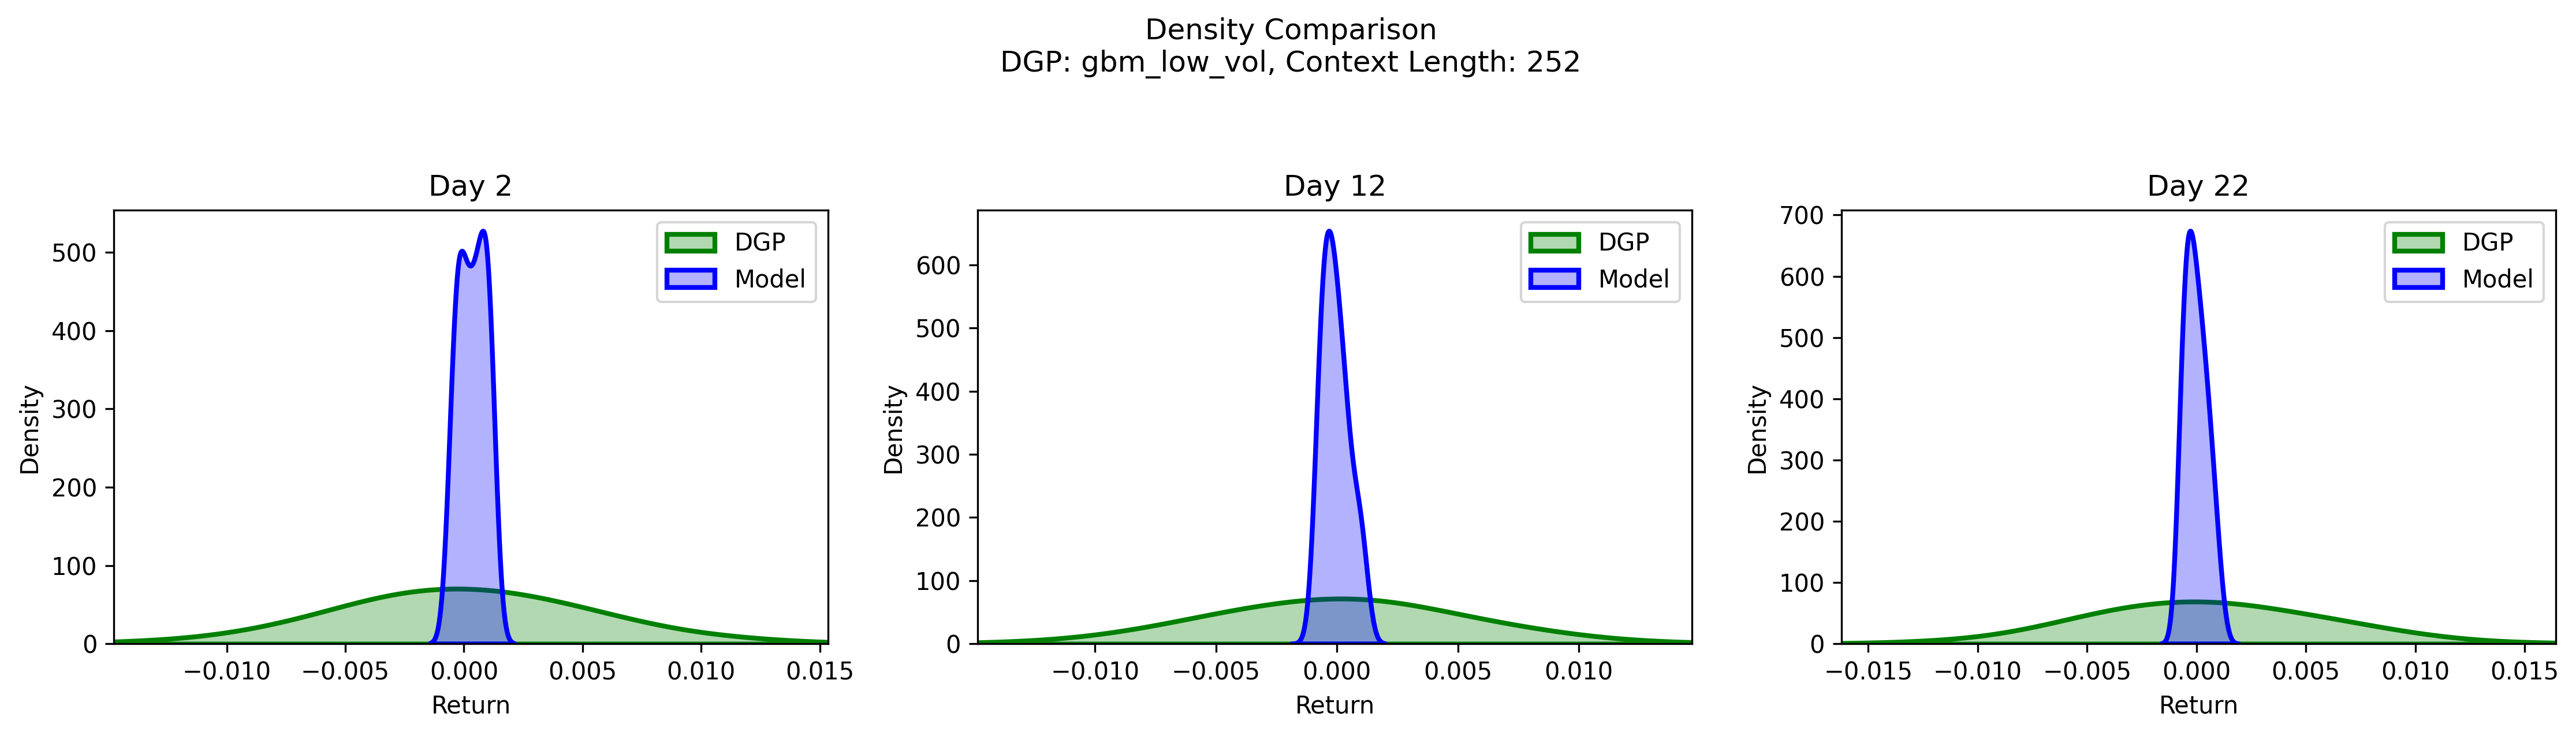 Density Comparison
DGP: gbm_low_vol, Context Length: 252
Day 2
Density
500
400
300
200
100
0
−0.010
−0.005
0.000
0.005
0.010
0.015
Return
DGP
Model
Day 12
Density
600
500
400
300
200
100
0
−0.010
−0.005
0.000
0.005
0.010
Return
DGP
Model
Day 22
Density
700
600
500
400
300
200
100
0
−0.015
−0.010
−0.005
0.000
0.005
0.010
0.015
Return
DGP
Model